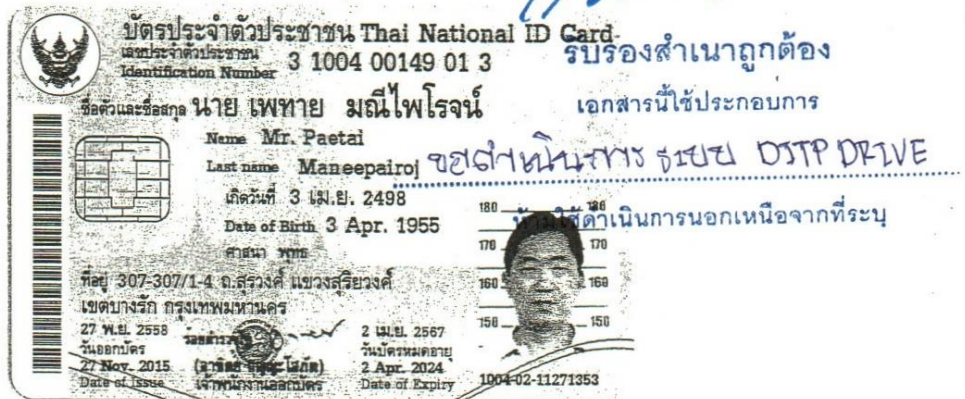 บัตรประจำตัวประชาชน Thai National ID Card
เลขประจำตัวประชาชน
Identification Number 3 1004 00149 01 3
รับรองสำเนาถูกต้อง
ชื่อตัวและชื่อสกุล นาย เพทาย มณีไพโรจน์
เอกสารนี้ใช้ประกอบการ
Name Mr. Paetai
Last name Maneepairoj
ขอดำเนินการ ระบบ DSTP DRIVE
เกิดวันที่ 3 เม.ย. 2498
Date of Birth 3 Apr. 1955
ห้ามใช้ดำเนินการนอกเหนือจากที่ระบุ
ศาสนา พุทธ
ที่อยู่ 307-307/1-4 ถ.สุรวงศ์ แขวงสุริยวงศ์
เขตบางรัก กรุงเทพมหานคร
180 180
170 170
160 160
150 150
27 พ.ย. 2558
วันออกบัตร
27 Nov. 2015
Date of Issue
เจ้าพนักงานออกบัตร
2 เม.ย. 2567
วันบัตรหมดอายุ
2 Apr. 2024
Date of Expiry
1004-02-11271353